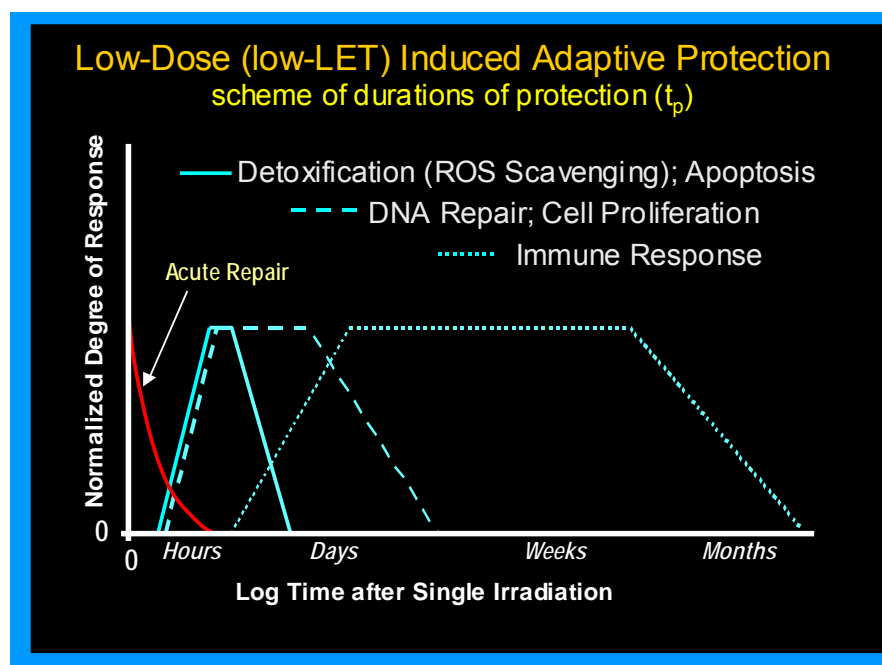 Low-Dose (low-LET) Induced Adaptive Protection
scheme of durations of protection (tp)
Detoxification (ROS Scavenging); Apoptosis
DNA Repair; Cell Proliferation
Immune Response
Acute Repair
Normalized Degree of Response
0
0
Hours
Days
Weeks
Months
Log Time after Single Irradiation